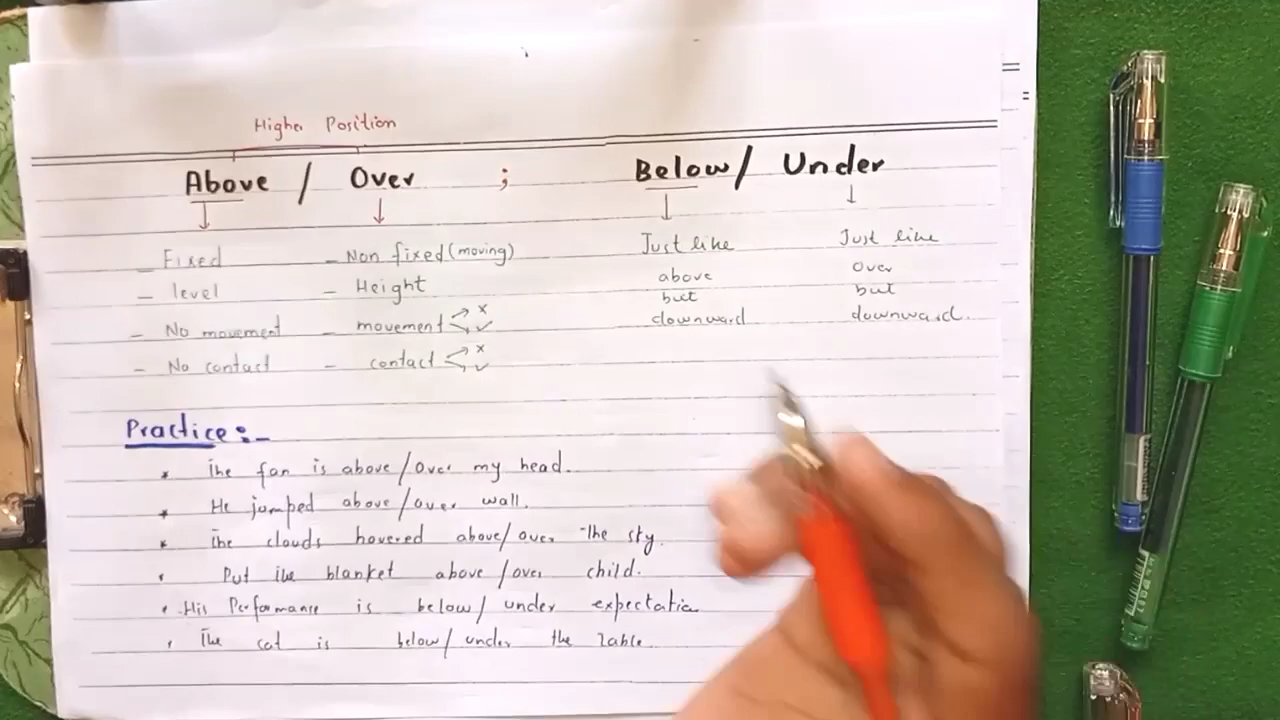 Higher Position
Above / Over ; Below / Under
- Fixed - Non fixed (moving) Just like Just like
- level - Height above over
but but
- No movement - movement x ✓ downward downward.
- No contact - contact x ✓
Practice:-
* The fan is above/over my head.
* He jumped above/over wall.
* The clouds hovered above/over the sky.
• Put the blanket above/over child.
• His Performance is below/under expectatio
• The cat is below/under the table